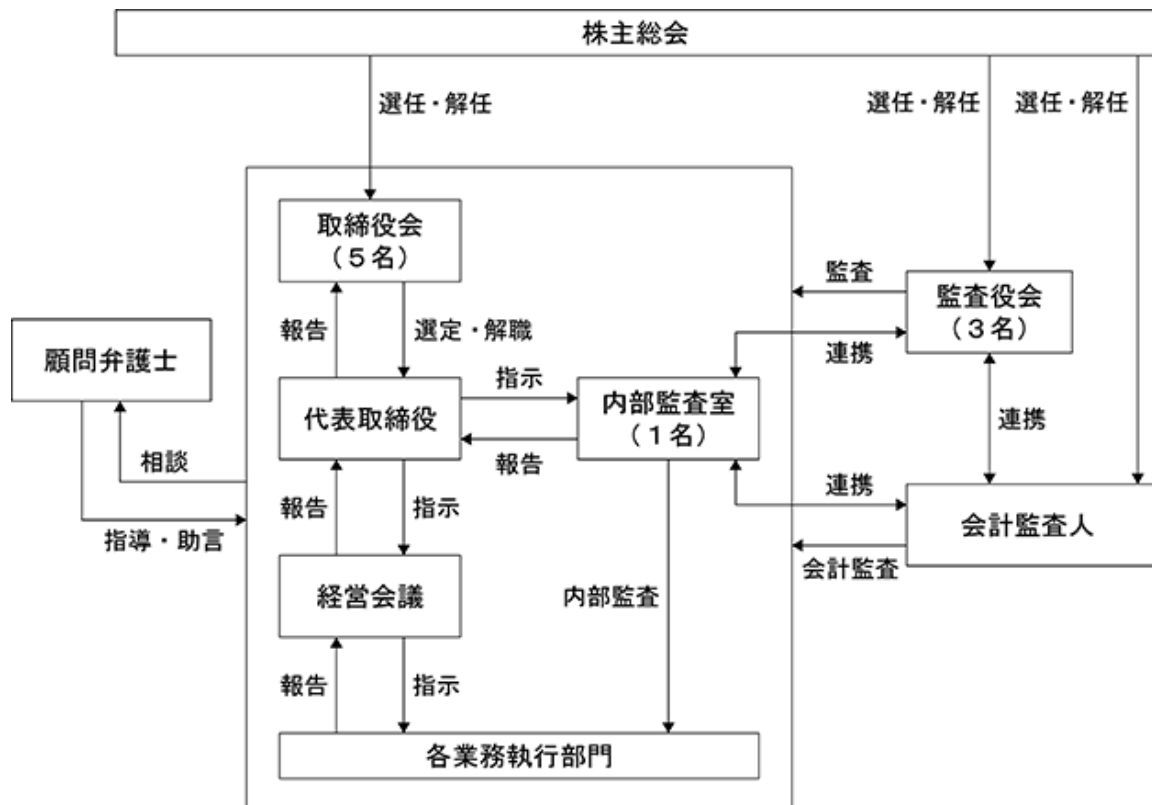 株主総会
選任・解任
選任・解任
選任・解任
取締役会
（５名）
監査
監査役会
（３名）
報告
選定・解職
連携
顧問弁護士
指示
代表取締役
内部監査室
（１名）
連携
報告
相談
連携
報告
指示
会計監査人
指導・助言
会計監査
経営会議
内部監査
報告
指示
各業務執行部門